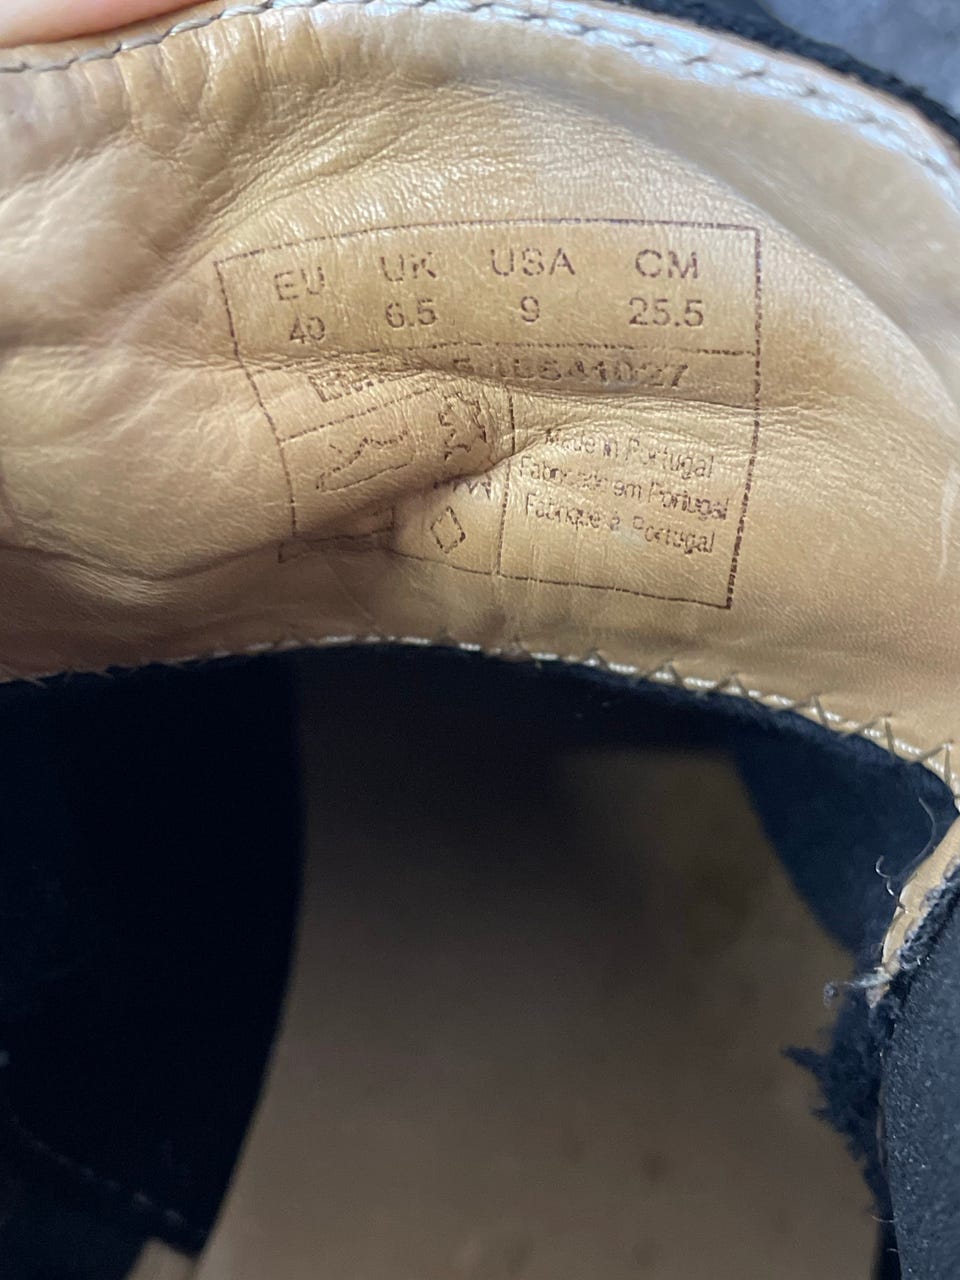 EU UK USA CM
40 6.5 9 25.5
Made in Portugal
Fabricado em Portugal
Fabriqué à Portugal